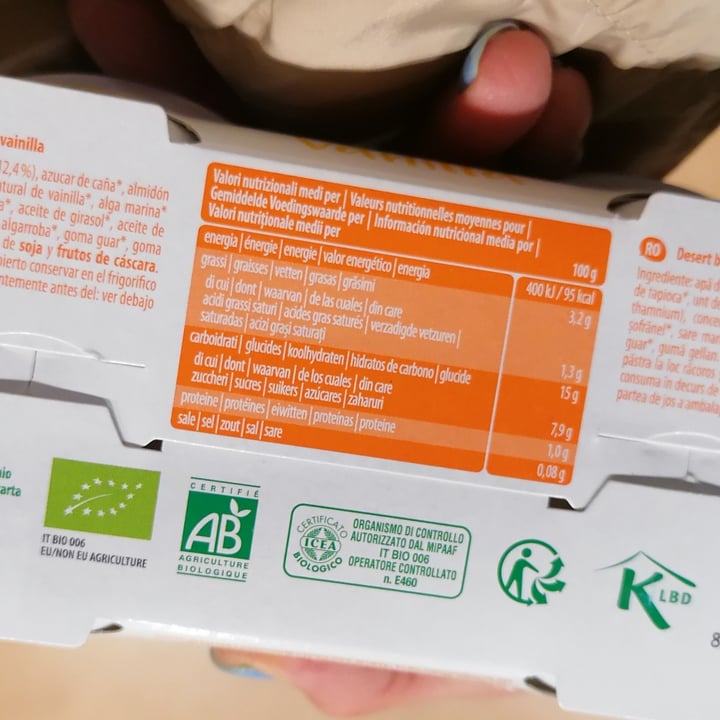 vainilla
12,4%), azucar de caña*, almidón
tural de vainilla*, alga marina*
a*, aceite de girasol*, aceite de
algarroba*, goma guar*, goma
de soja y frutos de cáscara.
ierto conservar en el frigorífico
ntemente antes del: ver debajo
Valori nutrizionali medi per | Valeurs nutritionnelles moyennes pour |
Gemiddelde Voedingswaarde per | Información nutricional media por |
Valori nutriționale medii per
100 g
energia | énergie | energie | valor energético | energia
400 kJ / 95 kcal
grassi | graisses | vetten | grasas | grăsimi
3,2 g
di cui | dont | waarvan | de las cuales | din care
acidi grassi saturi | acides gras saturés | verzadigde vetzuren |
saturadas | acizi grași saturați
1,3 g
carboidrati | glucides | koolhydraten | hidratos de carbono | glucide
15 g
di cui | dont | waarvan | de los cuales | din care
zuccheri | sucres | suikers | azúcares | zaharuri
7,9 g
proteine | protéines | eiwitten | proteínas | proteine
1,0 g
sale | sel | zout | sal | sare
0,08 g
RO Desert b
Ingrediente: apă d
de tapioca*, unt d
thamnium), conce
șofrănel*, sare mar
guar*, gumă gellan
păstra la loc răcoros
consuma în decurs de
partea de jos a ambala
nio
arta
IT BIO 006
EU/NON EU AGRICULTURE
CERTIFIÉ
AB
AGRICULTURE
BIOLOGIQUE
CERTIFICATO
ICEA
BIOLOGICO
ORGANISMO DI CONTROLLO
AUTORIZZATO DAL MIPAAF
IT BIO 006
OPERATORE CONTROLLATO
n. E460
K LBD
8